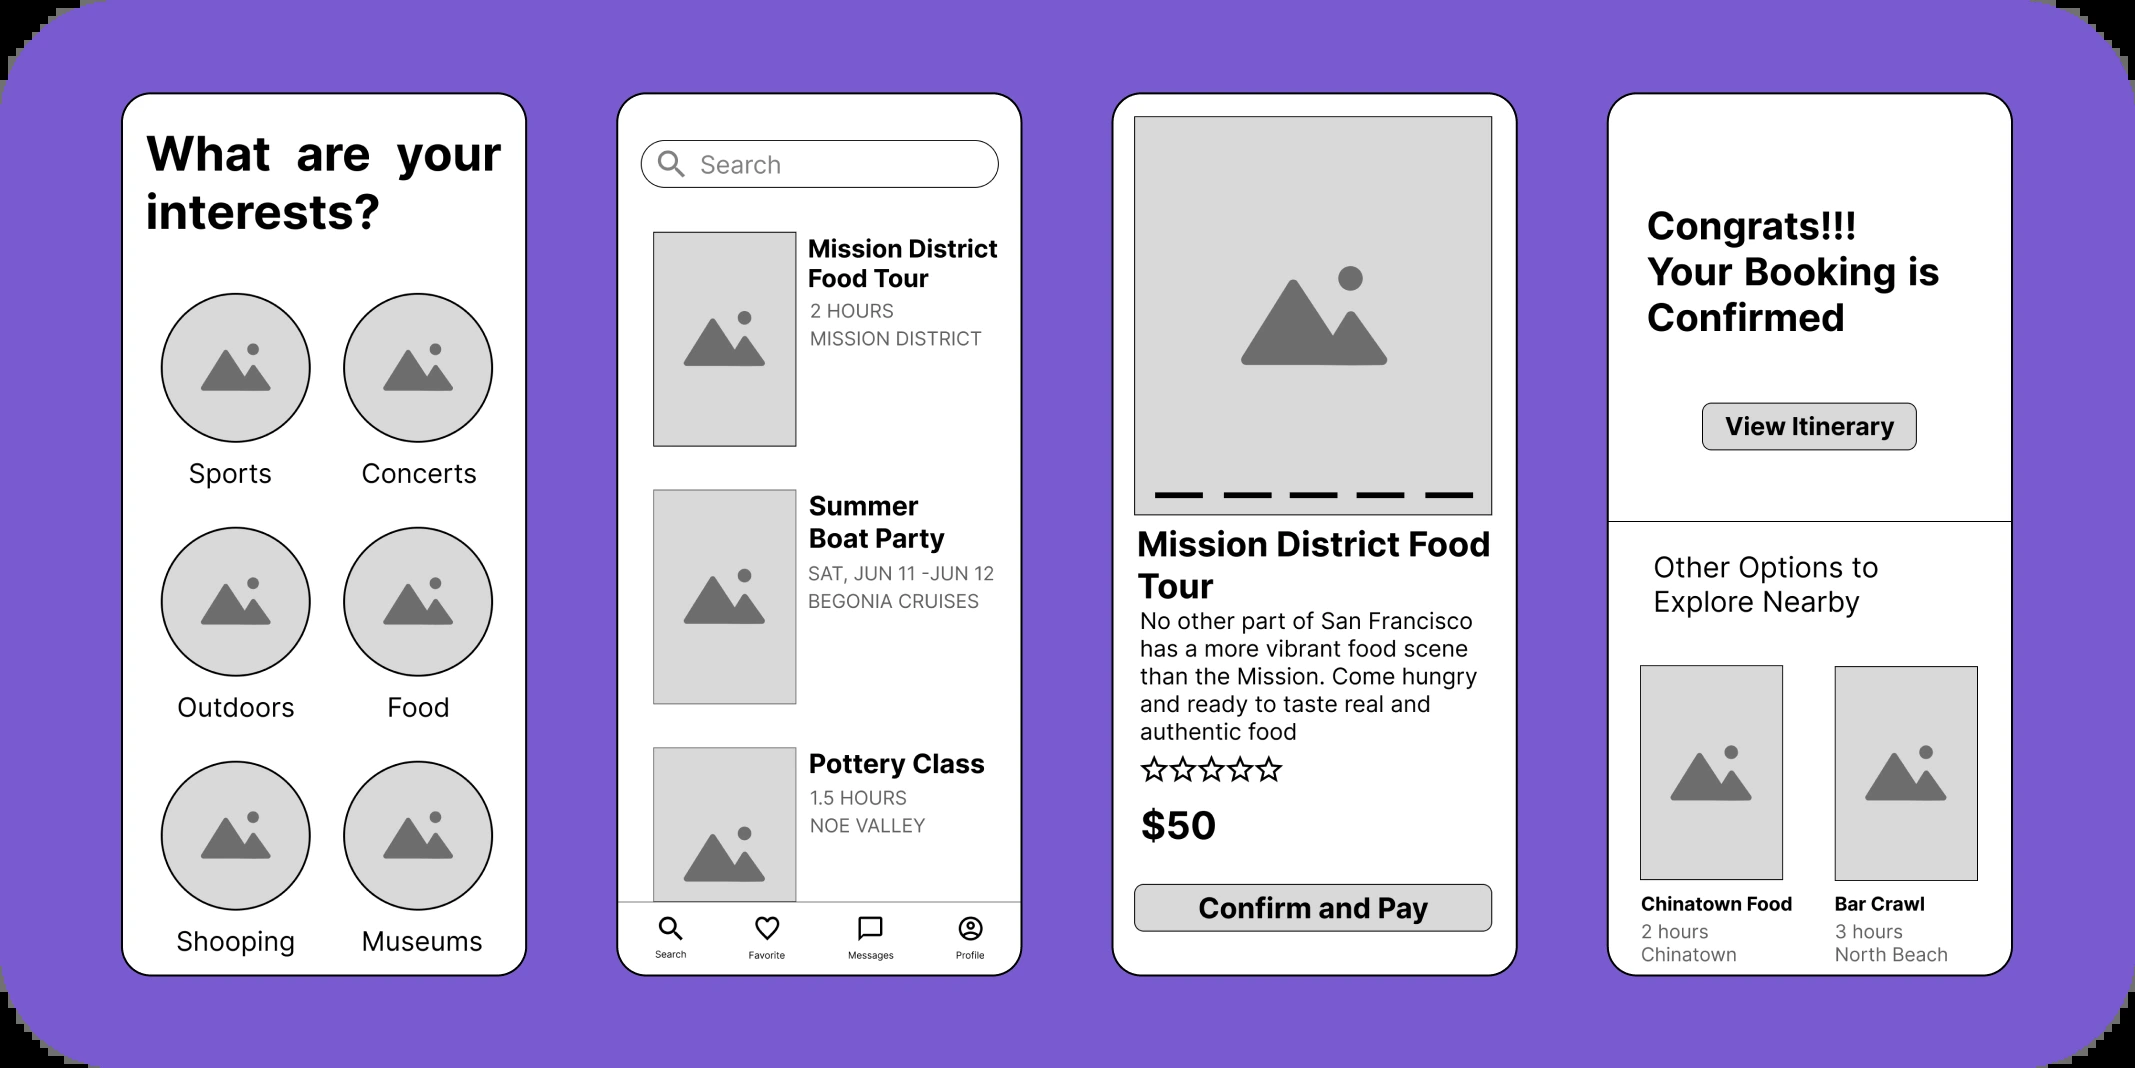 What are your
interests?
Sports
Concerts
Outdoors
Food
Shooping
Museums
Search
Mission District
Food Tour
2 HOURS
MISSION DISTRICT
Summer
Boat Party
SAT, JUN 11 -JUN 12
BEGONIA CRUISES
Pottery Class
1.5 HOURS
NOE VALLEY
Search
Favorite
Messages
Profile
Mission District Food
Tour
No other part of San Francisco
has a more vibrant food scene
than the Mission. Come hungry
and ready to taste real and
authentic food
$50
Confirm and Pay
Congrats!!!
Your Booking is
Confirmed
View Itinerary
Other Options to
Explore Nearby
Chinatown Food
2 hours
Chinatown
Bar Crawl
3 hours
North Beach